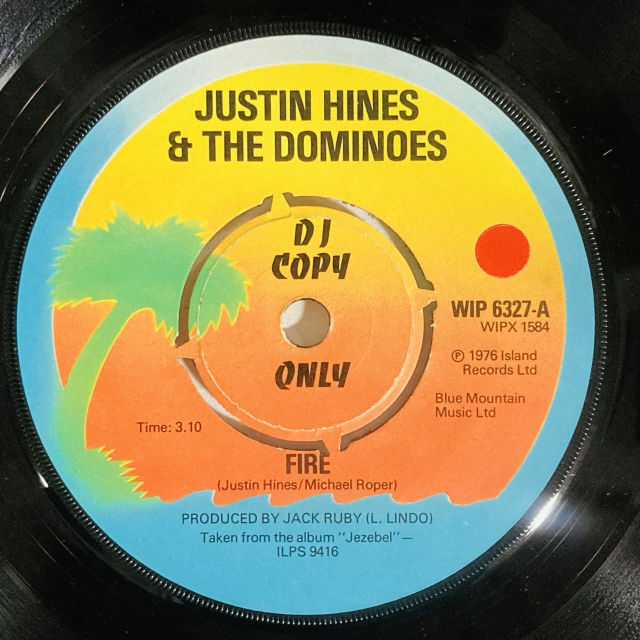 JUSTIN HINES
& THE DOMINOES
DJ
COPY
ONLY
WIP 6327-A
WIPX 1584
℗ 1976 Island
Records Ltd
Blue Mountain
Music Ltd
Time: 3.10
FIRE
(Justin Hines/Michael Roper)
PRODUCED BY JACK RUBY (L. LINDO)
Taken from the album "Jezebel"—
ILPS 9416